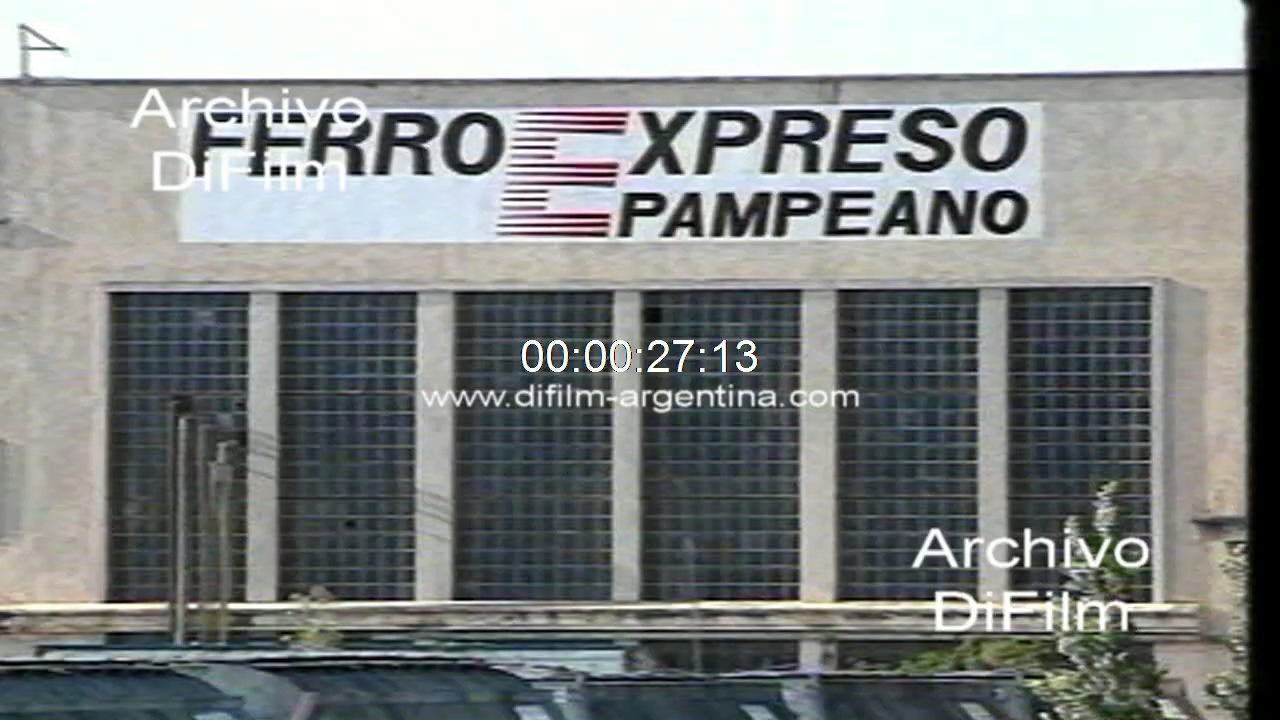 Archivo
DiFilm
FERRO EXPRESO
PAMPEANO
00:00:27:13
www.difilm-argentina.com
Archivo
DiFilm